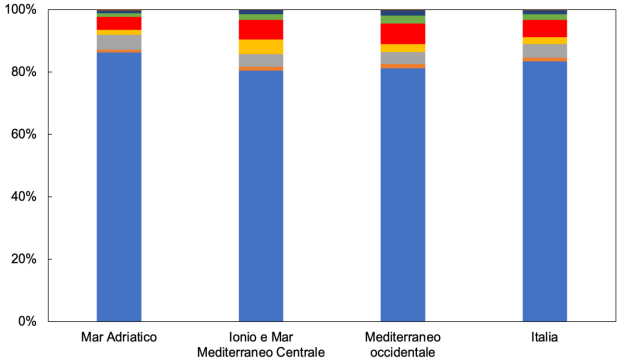 100%
80%
60%
40%
20%
0%
Mar Adriatico
Ionio e Mar
Mediterraneo Centrale
Mediterraneo
occidentale
Italia